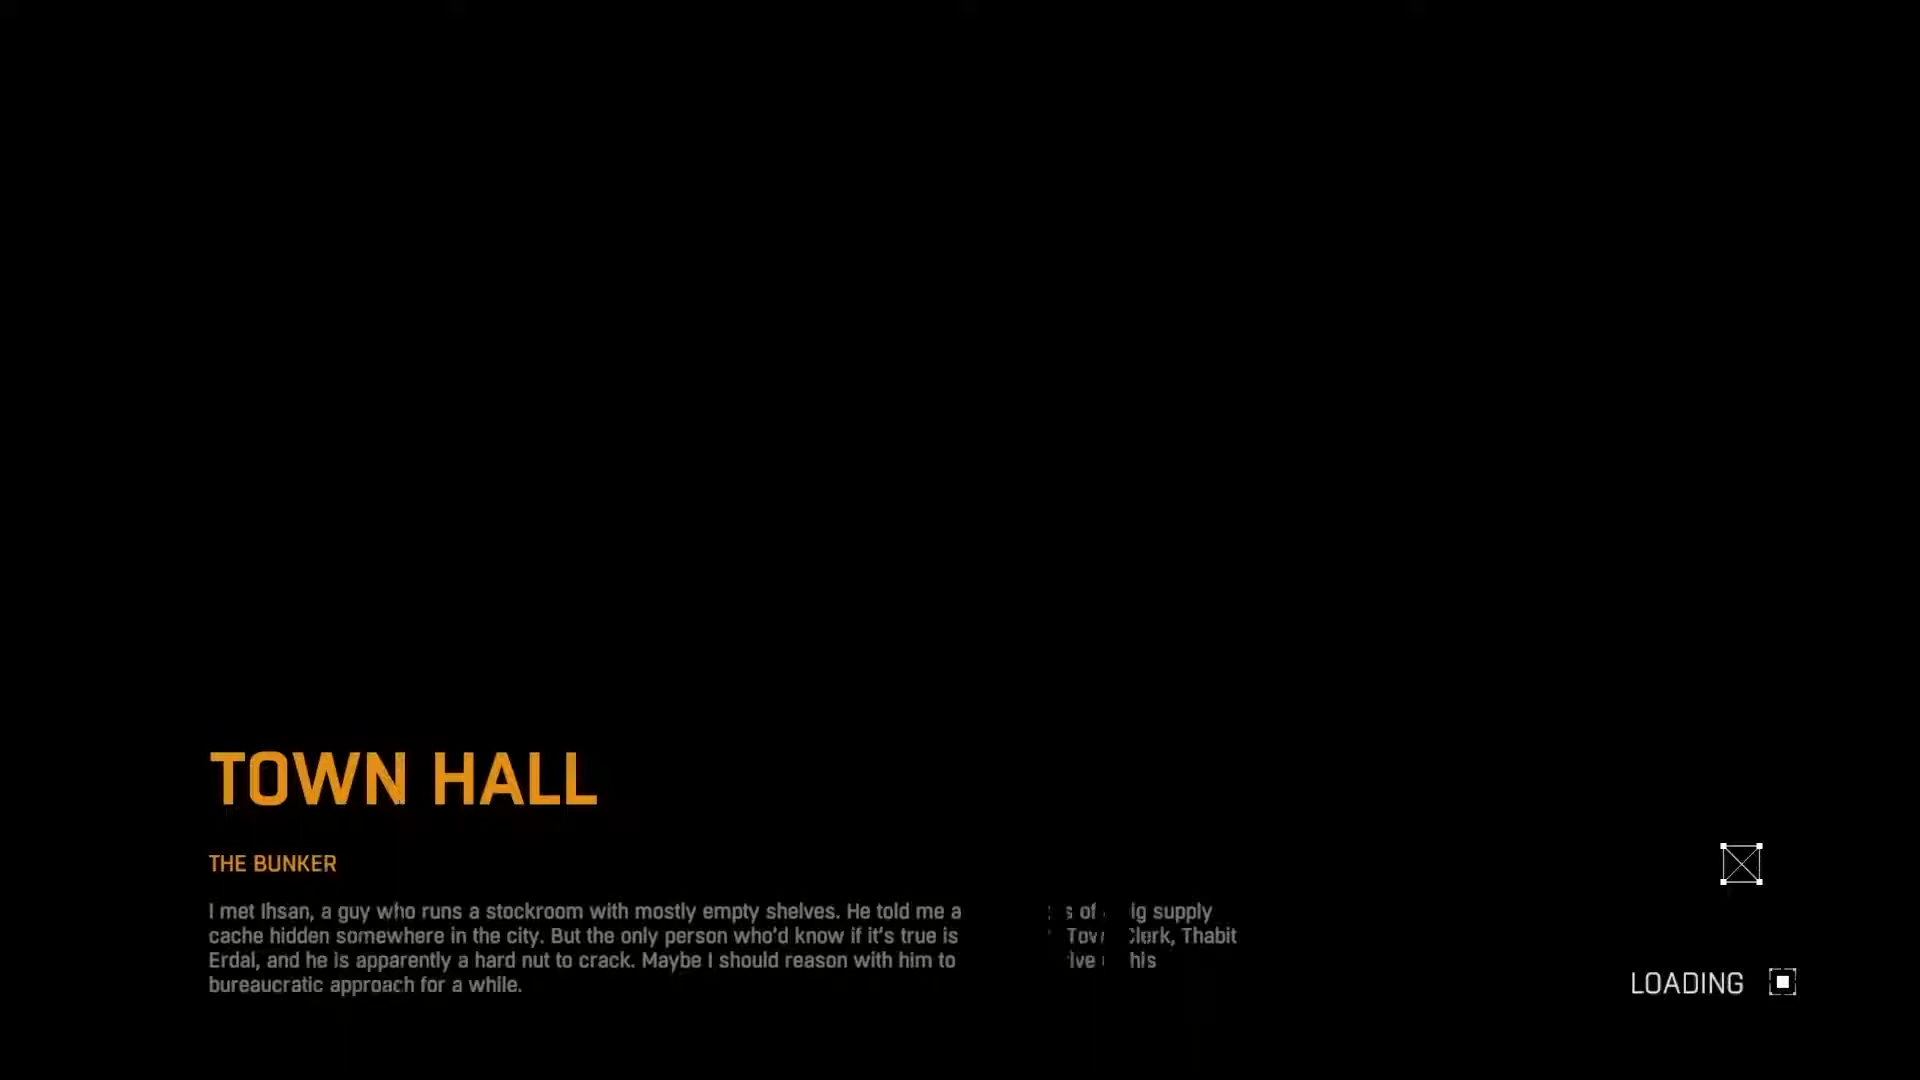 TOWN HALL
THE BUNKER
I met Ihsan, a guy who runs a stockroom with mostly empty shelves. He told me a of supply
cache hidden somewhere in the city. But the only person who'd know if it's true is Thabit
Erdal, and he is apparently a hard nut to crack. Maybe I should reason with him to
bureaucratic approach for a while.
LOADING